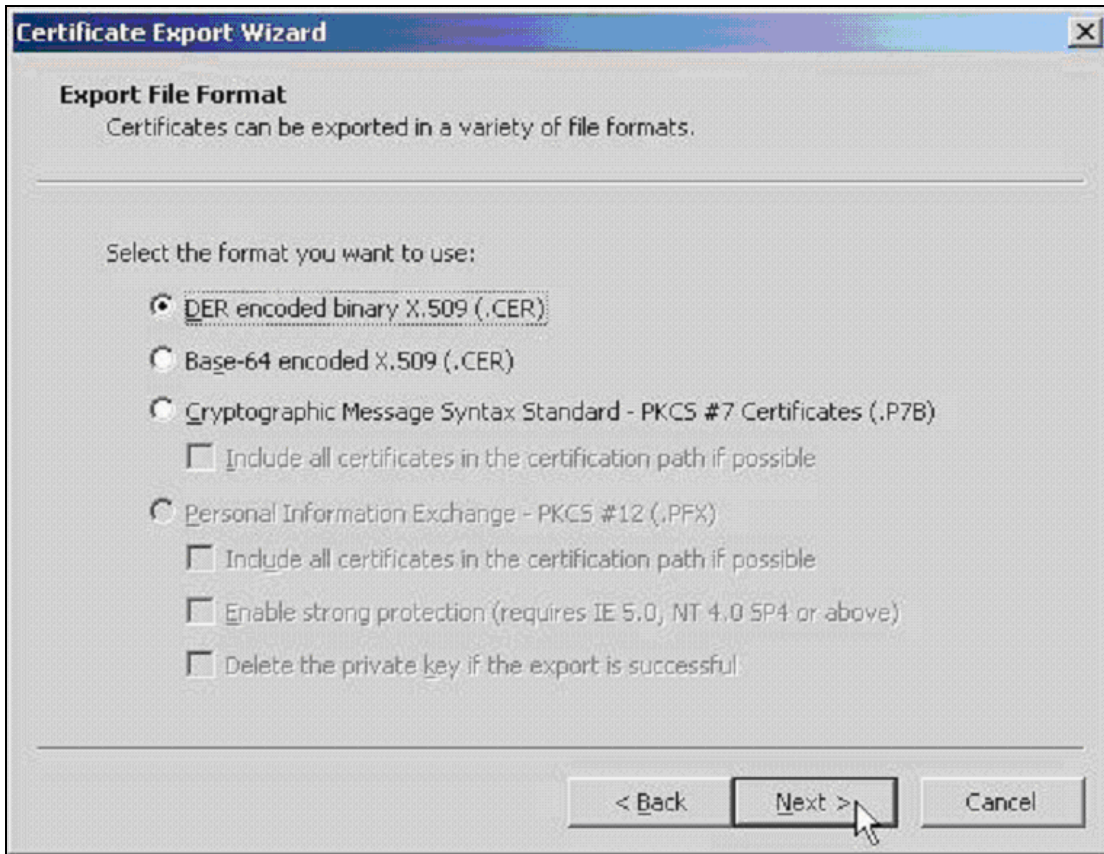 Certificate Export Wizard
Export File Format
Certificates can be exported in a variety of file formats.
Select the format you want to use:
DER encoded binary X.509 (.CER)
Base-64 encoded X.509 (.CER)
Cryptographic Message Syntax Standard - PKCS #7 Certificates (.P7B)
Include all certificates in the certification path if possible
Personal Information Exchange - PKCS #12 (.PFX)
Include all certificates in the certification path if possible
Enable strong protection (requires IE 5.0, NT 4.0 SP4 or above)
Delete the private key if the export is successful
< Back Next > Cancel